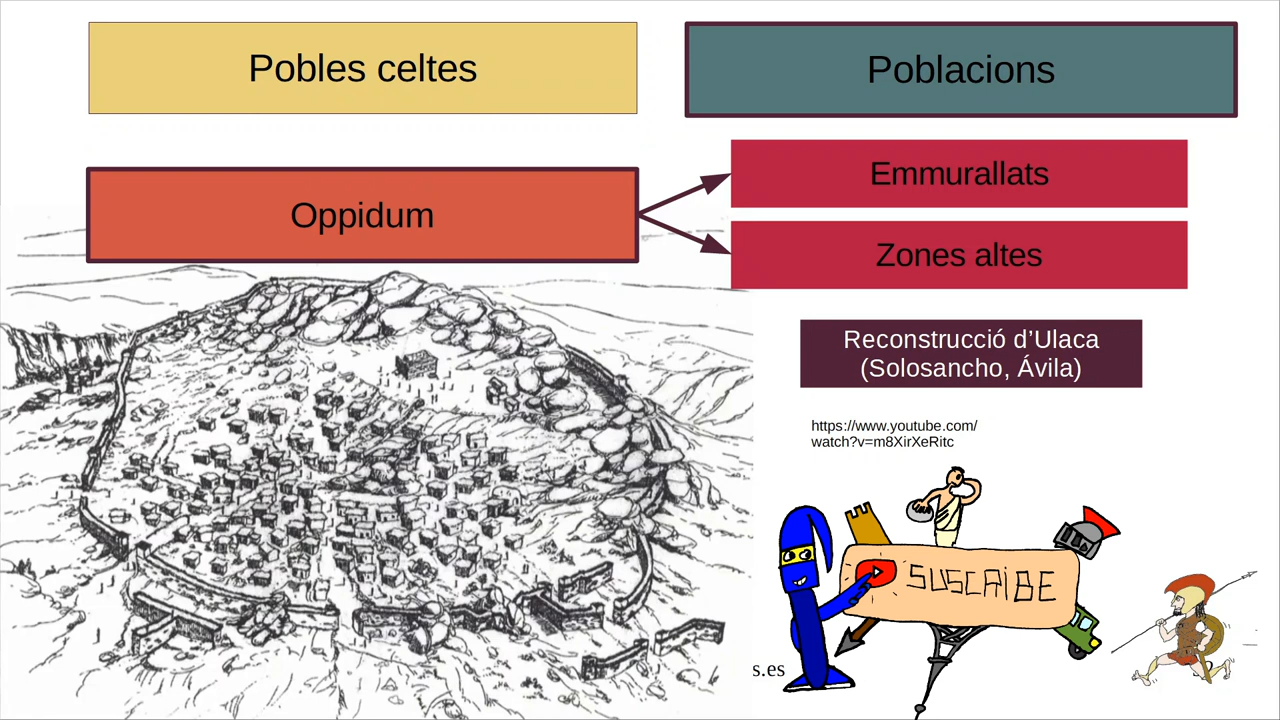 Pobles celtes
Poblacions
Oppidum
Emmurallats
Zones altes
Reconstrucció d’Ulaca
(Solosancho, Ávila)
https://www.youtube.com/
watch?v=m8XirXeRitc
SUSCRIBE
s.es